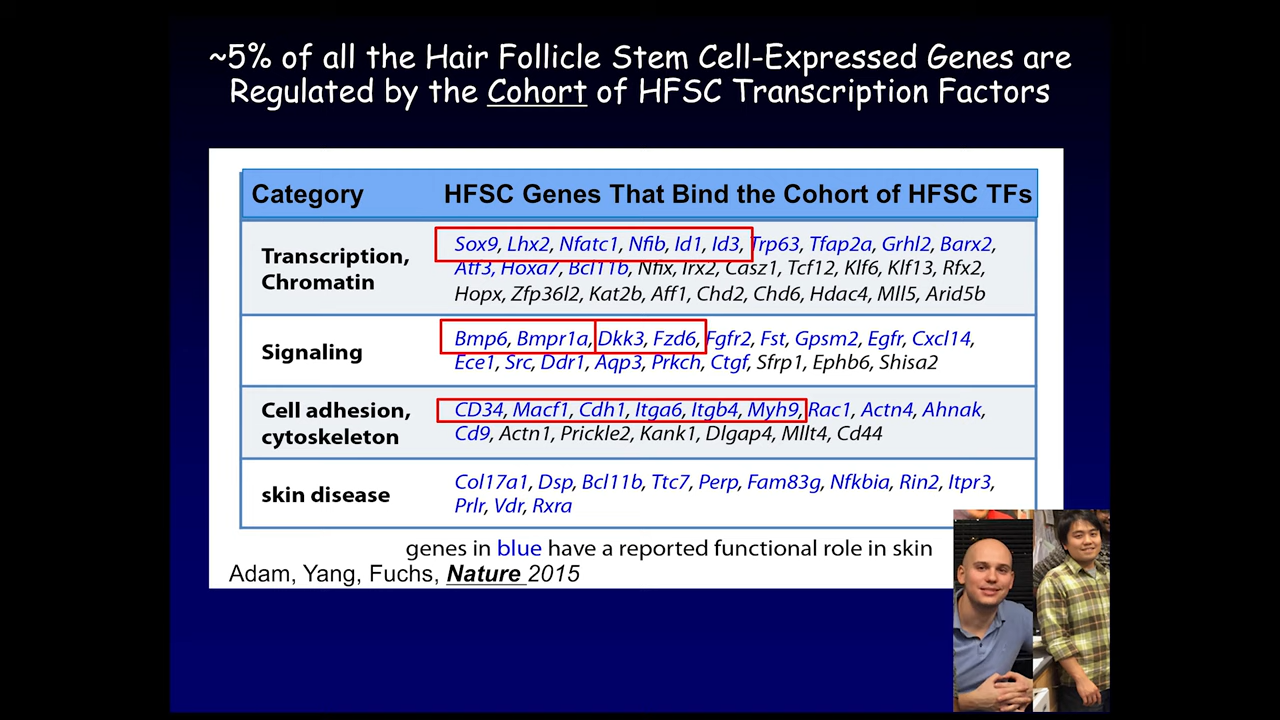 ~5% of all the Hair Follicle Stem Cell-Expressed Genes are
Regulated by the Cohort of HFSC Transcription Factors
Category HFSC Genes That Bind the Cohort of HFSC TFs
Transcription,
Chromatin
Sox9, Lhx2, Nfatc1, Nfib, Id1, Id3, Trp63, Tfap2a, Grhl2, Barx2,
Atf3, Hoxa7, Bcl11b, Nfix, Irx2, Casz1, Tcf12, Klf6, Klf13, Rfx2,
Hopx, Zfp36l2, Kat2b, Aff1, Chd2, Chd6, Hdac4, Mll5, Arid5b
Signaling
Bmp6, Bmpr1a, Dkk3, Fzd6, Fgfr2, Fst, Gpsm2, Egfr, Cxcl14,
Ece1, Src, Ddr1, Aqp3, Prkch, Ctgf, Sfrp1, Ephb6, Shisa2
Cell adhesion,
cytoskeleton
CD34, Macf1, Cdh1, Itga6, Itgb4, Myh9, Rac1, Actn4, Ahnak,
Cd9, Actn1, Prickle2, Kank1, Dlgap4, Mllt4, Cd44
skin disease
Col17a1, Dsp, Bcl11b, Ttc7, Perp, Fam83g, Nfkbia, Rin2, Itpr3,
Prlr, Vdr, Rxra
genes in blue have a reported functional role in skin
Adam, Yang, Fuchs, Nature 2015